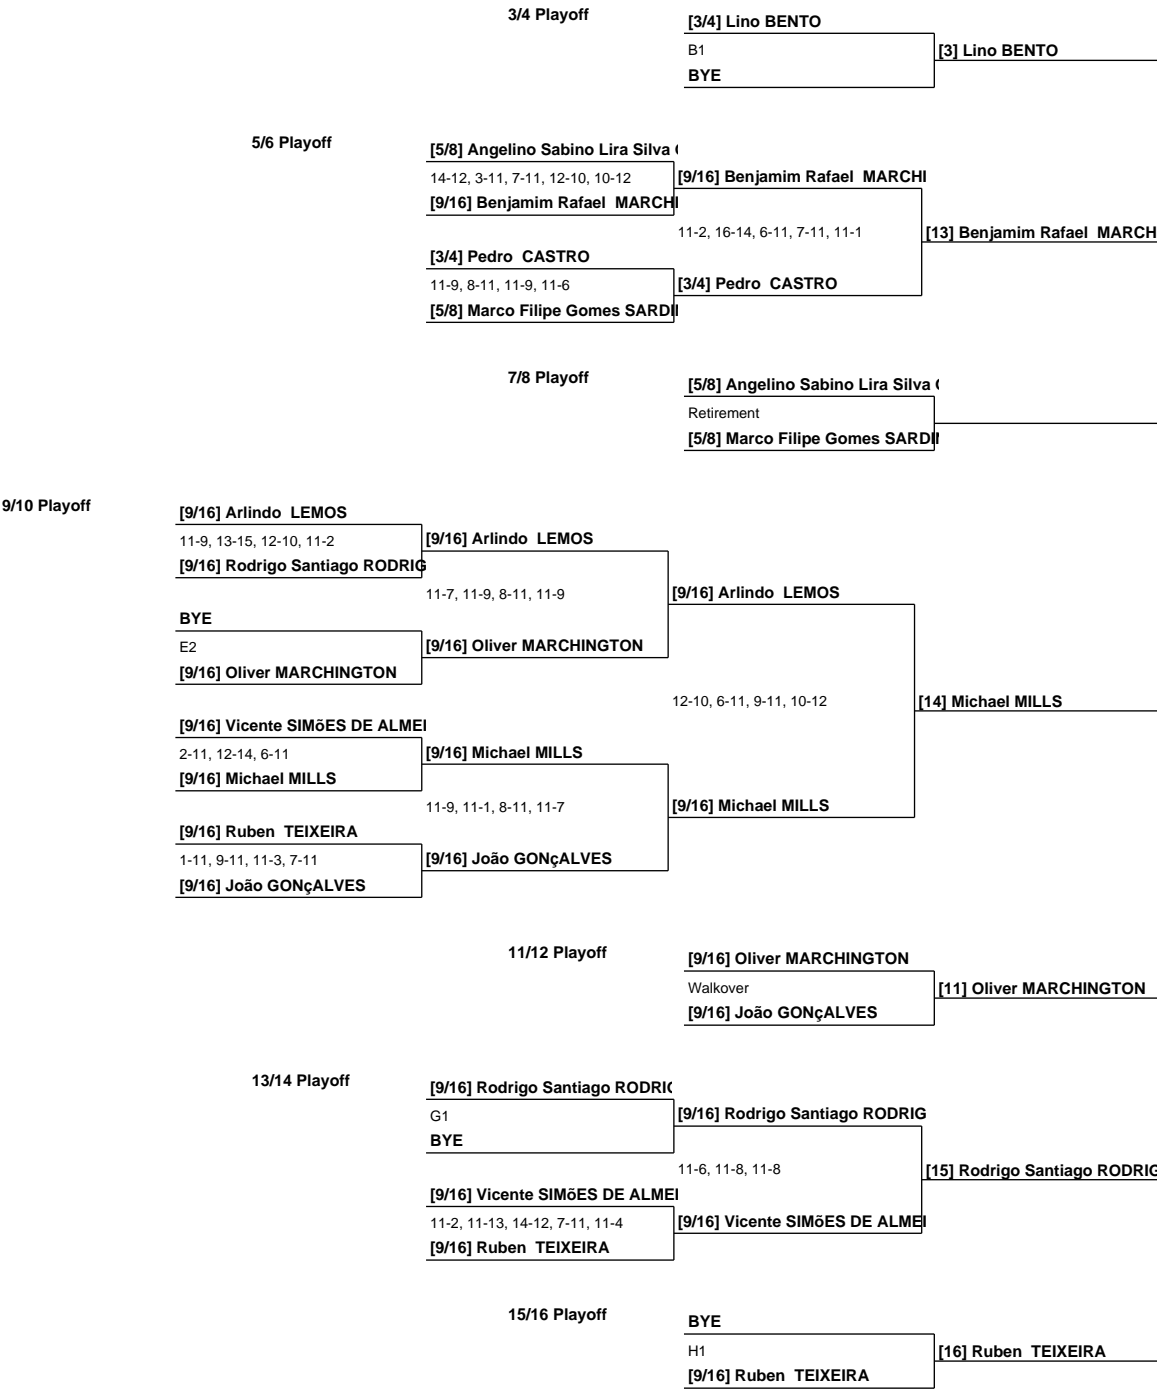 3/4 Playoff
[3/4] Lino BENTO
B1
[3] Lino BENTO
BYE
5/6 Playoff
[5/8] Angelino Sabino Lira Silva (
14-12, 3-11, 7-11, 12-10, 10-12
[9/16] Benjamim Rafael MARCHI
[9/16] Benjamim Rafael MARCHI
11-2, 16-14, 6-11, 7-11, 11-1
[13] Benjamim Rafael MARCH
[3/4] Pedro CASTRO
11-9, 8-11, 11-9, 11-6
[3/4] Pedro CASTRO
[5/8] Marco Filipe Gomes SARDI
7/8 Playoff
[5/8] Angelino Sabino Lira Silva (
Retirement
[5/8] Marco Filipe Gomes SARDI
9/10 Playoff
[9/16] Arlindo LEMOS
11-9, 13-15, 12-10, 11-2
[9/16] Arlindo LEMOS
[9/16] Rodrigo Santiago RODRIG
11-7, 11-9, 8-11, 11-9
[9/16] Arlindo LEMOS
BYE
E2
[9/16] Oliver MARCHINGTON
[9/16] Oliver MARCHINGTON
12-10, 6-11, 9-11, 10-12
[14] Michael MILLS
[9/16] Vicente SIMõES DE ALMEI
2-11, 12-14, 6-11
[9/16] Michael MILLS
[9/16] Michael MILLS
11-9, 11-1, 8-11, 11-7
[9/16] Michael MILLS
[9/16] Ruben TEIXEIRA
1-11, 9-11, 11-3, 7-11
[9/16] João GONçALVES
[9/16] João GONçALVES
11/12 Playoff
[9/16] Oliver MARCHINGTON
Walkover
[11] Oliver MARCHINGTON
[9/16] João GONçALVES
13/14 Playoff
[9/16] Rodrigo Santiago RODRIG
G1
[9/16] Rodrigo Santiago RODRIG
BYE
11-6, 11-8, 11-8
[15] Rodrigo Santiago RODRIG
[9/16] Vicente SIMõES DE ALMEI
11-2, 11-13, 14-12, 7-11, 11-4
[9/16] Vicente SIMõES DE ALMEI
[9/16] Ruben TEIXEIRA
15/16 Playoff
BYE
H1
[16] Ruben TEIXEIRA
[9/16] Ruben TEIXEIRA